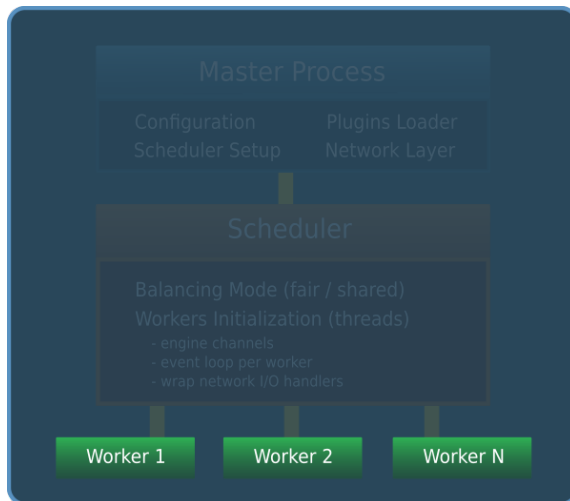 Master Process
Configuration Plugins Loader
Scheduler Setup Network Layer
Scheduler
Balancing Mode (fair / shared)
Workers Initialization (threads)
- engine channels
- event loop per worker
- wrap network I/O handlers
Worker 1 Worker 2 Worker N